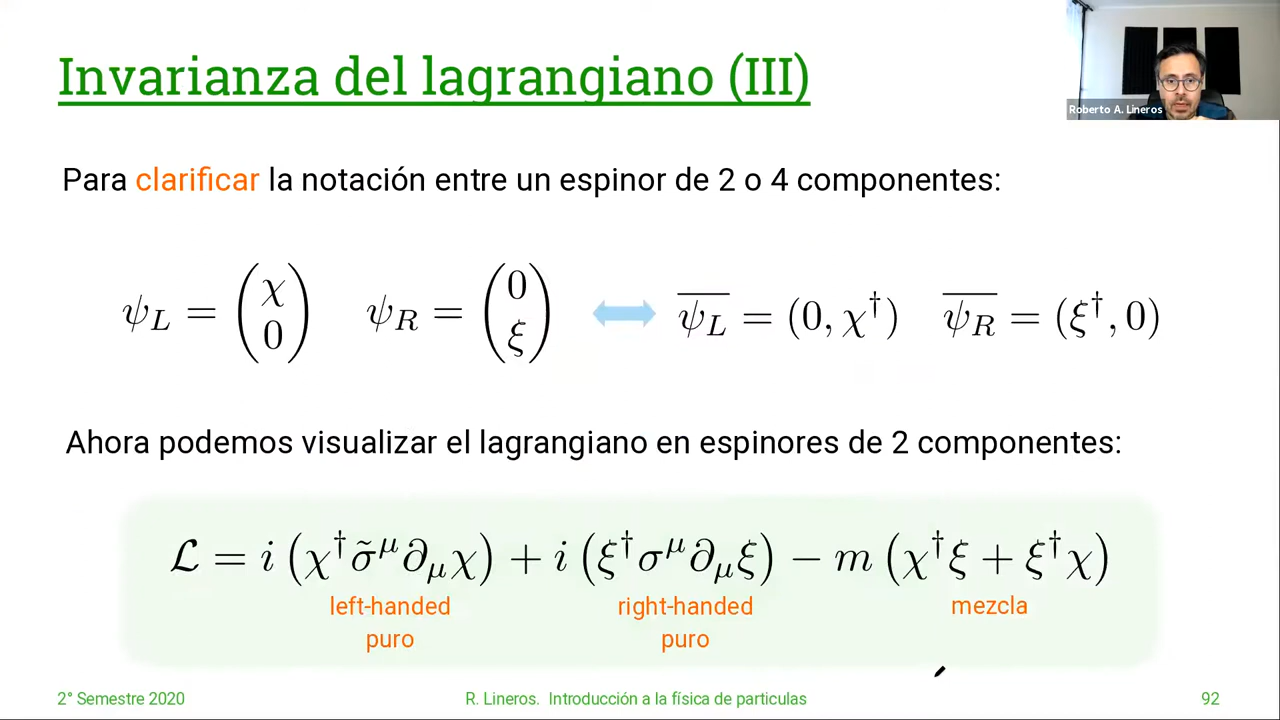 Invarianza del lagrangiano (III)
Roberto A. Lineros
Para clarificar la notación entre un espinor de 2 o 4 componentes:
ψ_L = (χ 0) ψ_R = (0 ξ) ⟺ \overline{ψ_L} = (0, χ†) \overline{ψ_R} = (ξ†, 0)
Ahora podemos visualizar el lagrangiano en espinores de 2 componentes:
ℒ = i (χ† σ̃^μ ∂_μ χ) + i (ξ† σ^μ ∂_μ ξ) − m (χ† ξ + ξ† χ)
left-handed right-handed mezcla
puro puro
2° Semestre 2020 R. Lineros. Introducción a la física de particulas 92